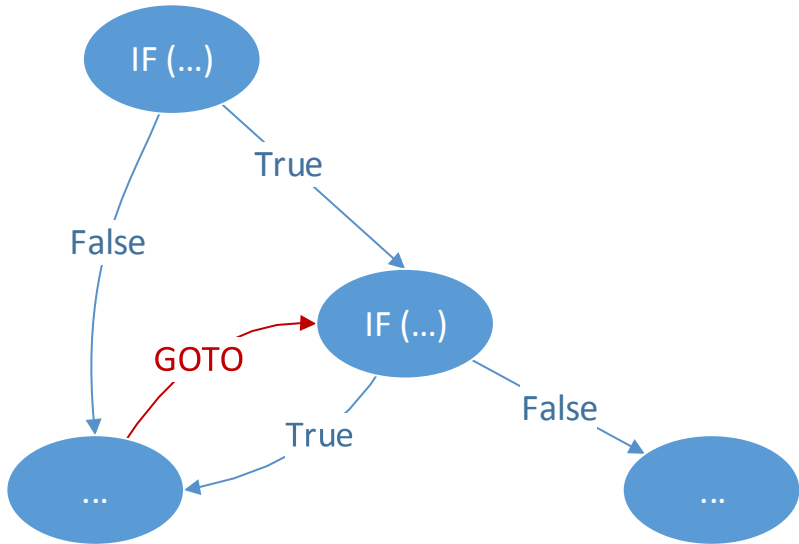 IF (...)
True
False
IF (...)
GOTO
False
True
...
...